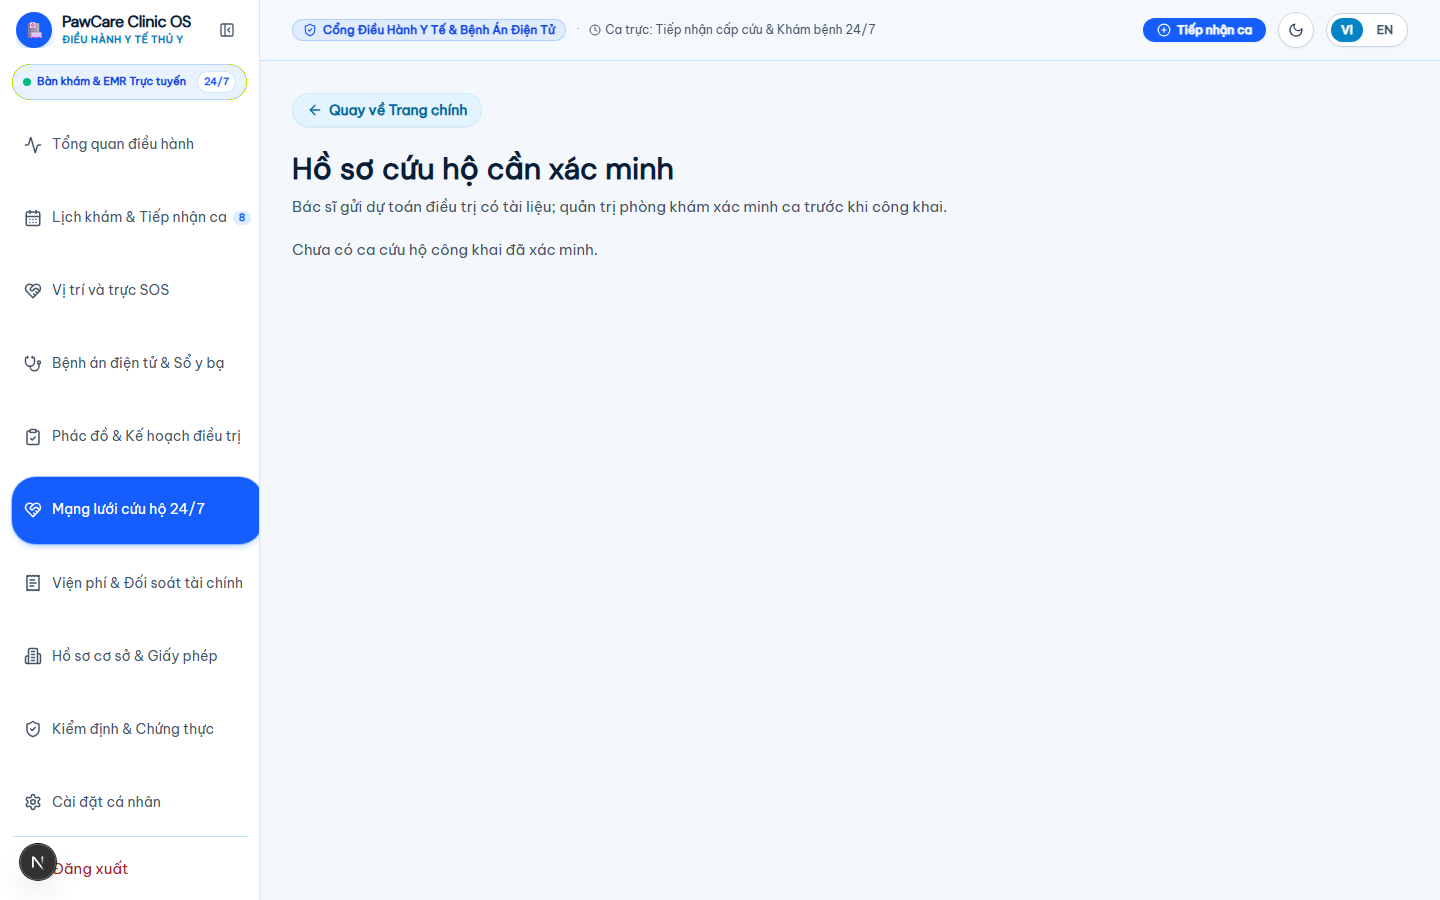 PawCare Clinic OS
ĐIỀU HÀNH Y TẾ THÚ Y
Bàn khám & EMR Trực tuyến 24/7
Tổng quan điều hành
Lịch khám & Tiếp nhận ca 8
Vị trí và trực SOS
Bệnh án điện tử & Sổ y bạ
Phác đồ & Kế hoạch điều trị
Mạng lưới cứu hộ 24/7
Viện phí & Đối soát tài chính
Hồ sơ cơ sở & Giấy phép
Kiểm định & Chứng thực
Cài đặt cá nhân
Đăng xuất
N
Cổng Điều Hành Y Tế & Bệnh Án Điện Tử · Ca trực: Tiếp nhận cấp cứu & Khám bệnh 24/7
Tiếp nhận ca
VI EN
Quay về Trang chính
Hồ sơ cứu hộ cần xác minh
Bác sĩ gửi dự toán điều trị có tài liệu; quản trị phòng khám xác minh ca trước khi công khai.
Chưa có ca cứu hộ công khai đã xác minh.